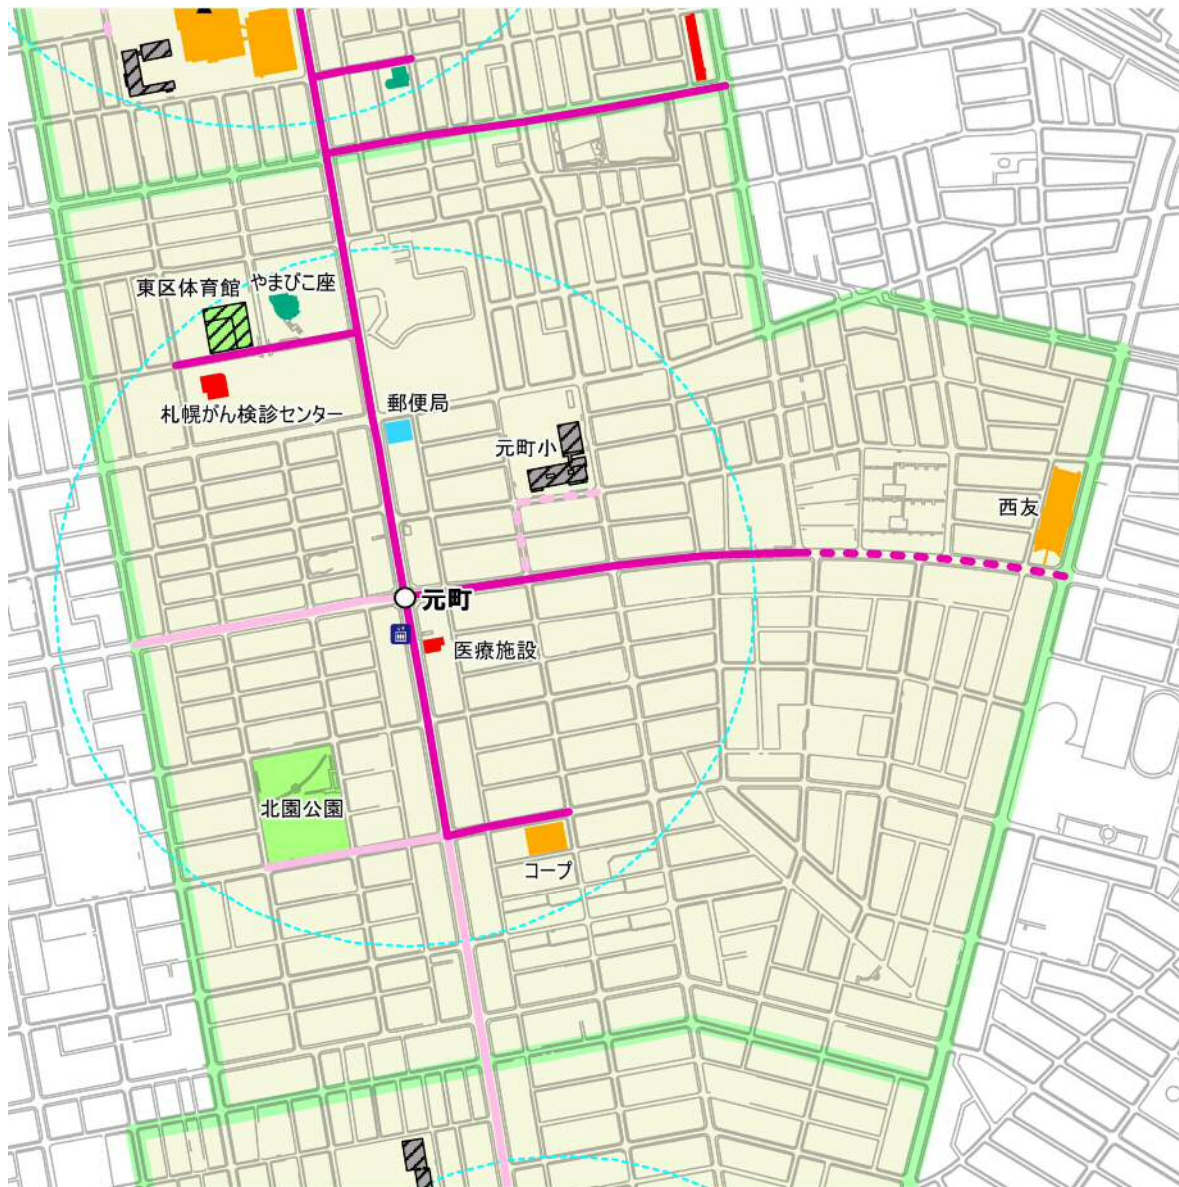 東区体育館
やまびこ座
札幌がん検診センター
郵便局
元町小
西友
元町
医療施設
北園公園
コープ